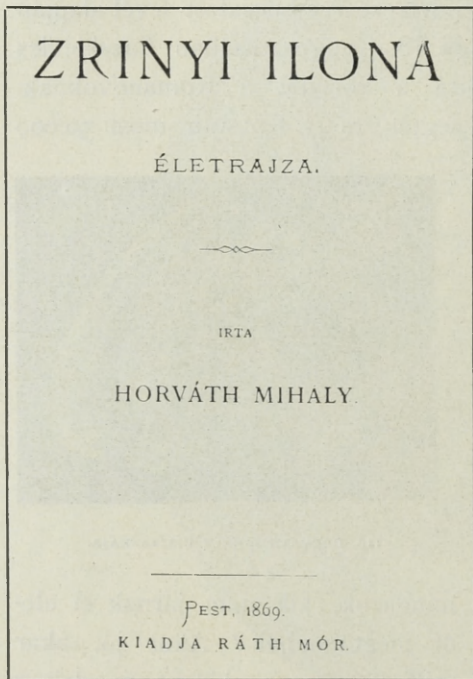 ZRINYI ILONA
ÉLETRAJZA.
IRTA
HORVÁTH MIHALY.
PEST, 1869.
KIADJA RÁTH MÓR.